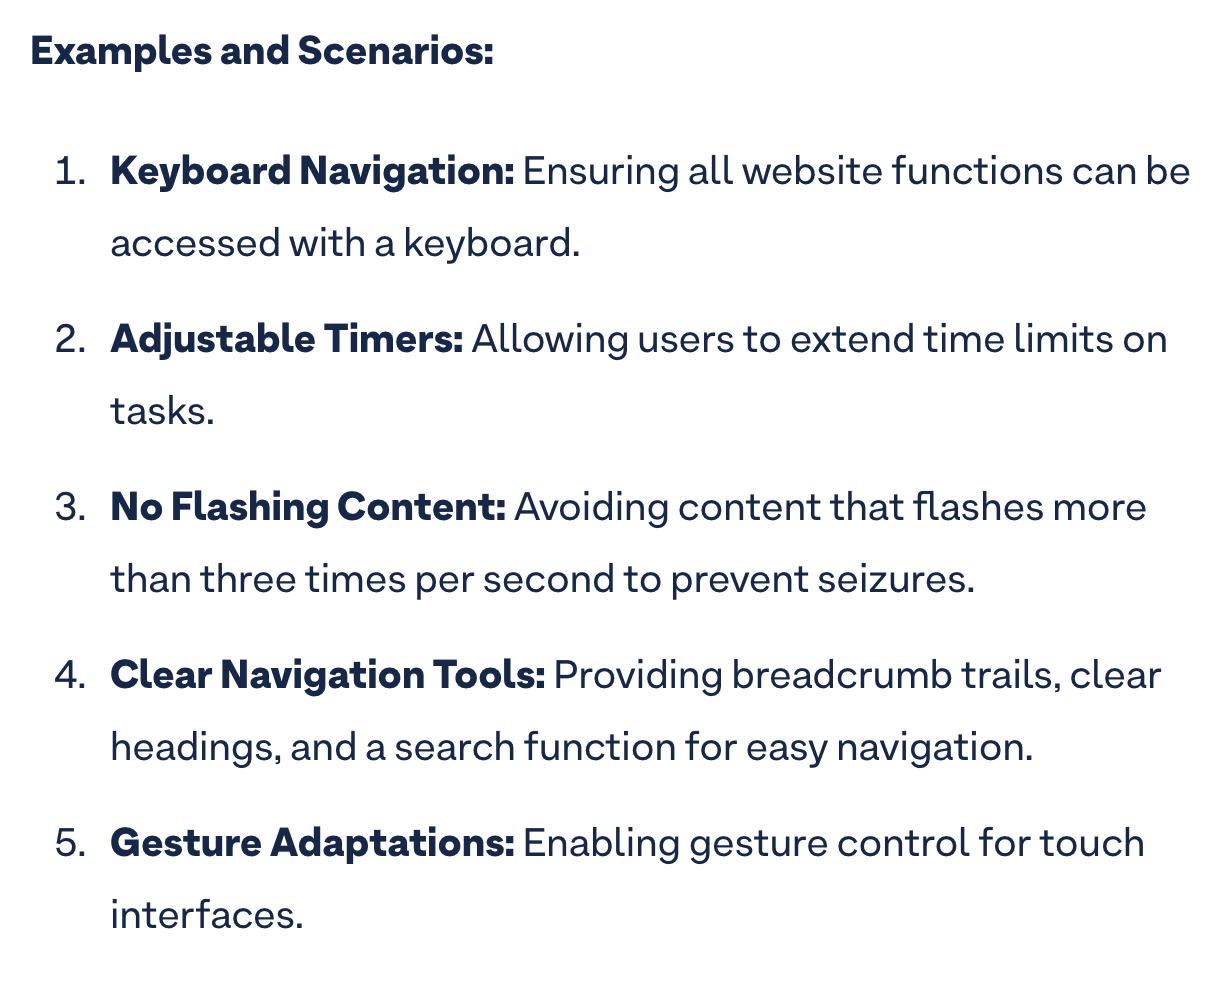 Examples and Scenarios:
1. Keyboard Navigation: Ensuring all website functions can be
accessed with a keyboard.
2. Adjustable Timers: Allowing users to extend time limits on
tasks.
3. No Flashing Content: Avoiding content that flashes more
than three times per second to prevent seizures.
4. Clear Navigation Tools: Providing breadcrumb trails, clear
headings, and a search function for easy navigation.
5. Gesture Adaptations: Enabling gesture control for touch
interfaces.